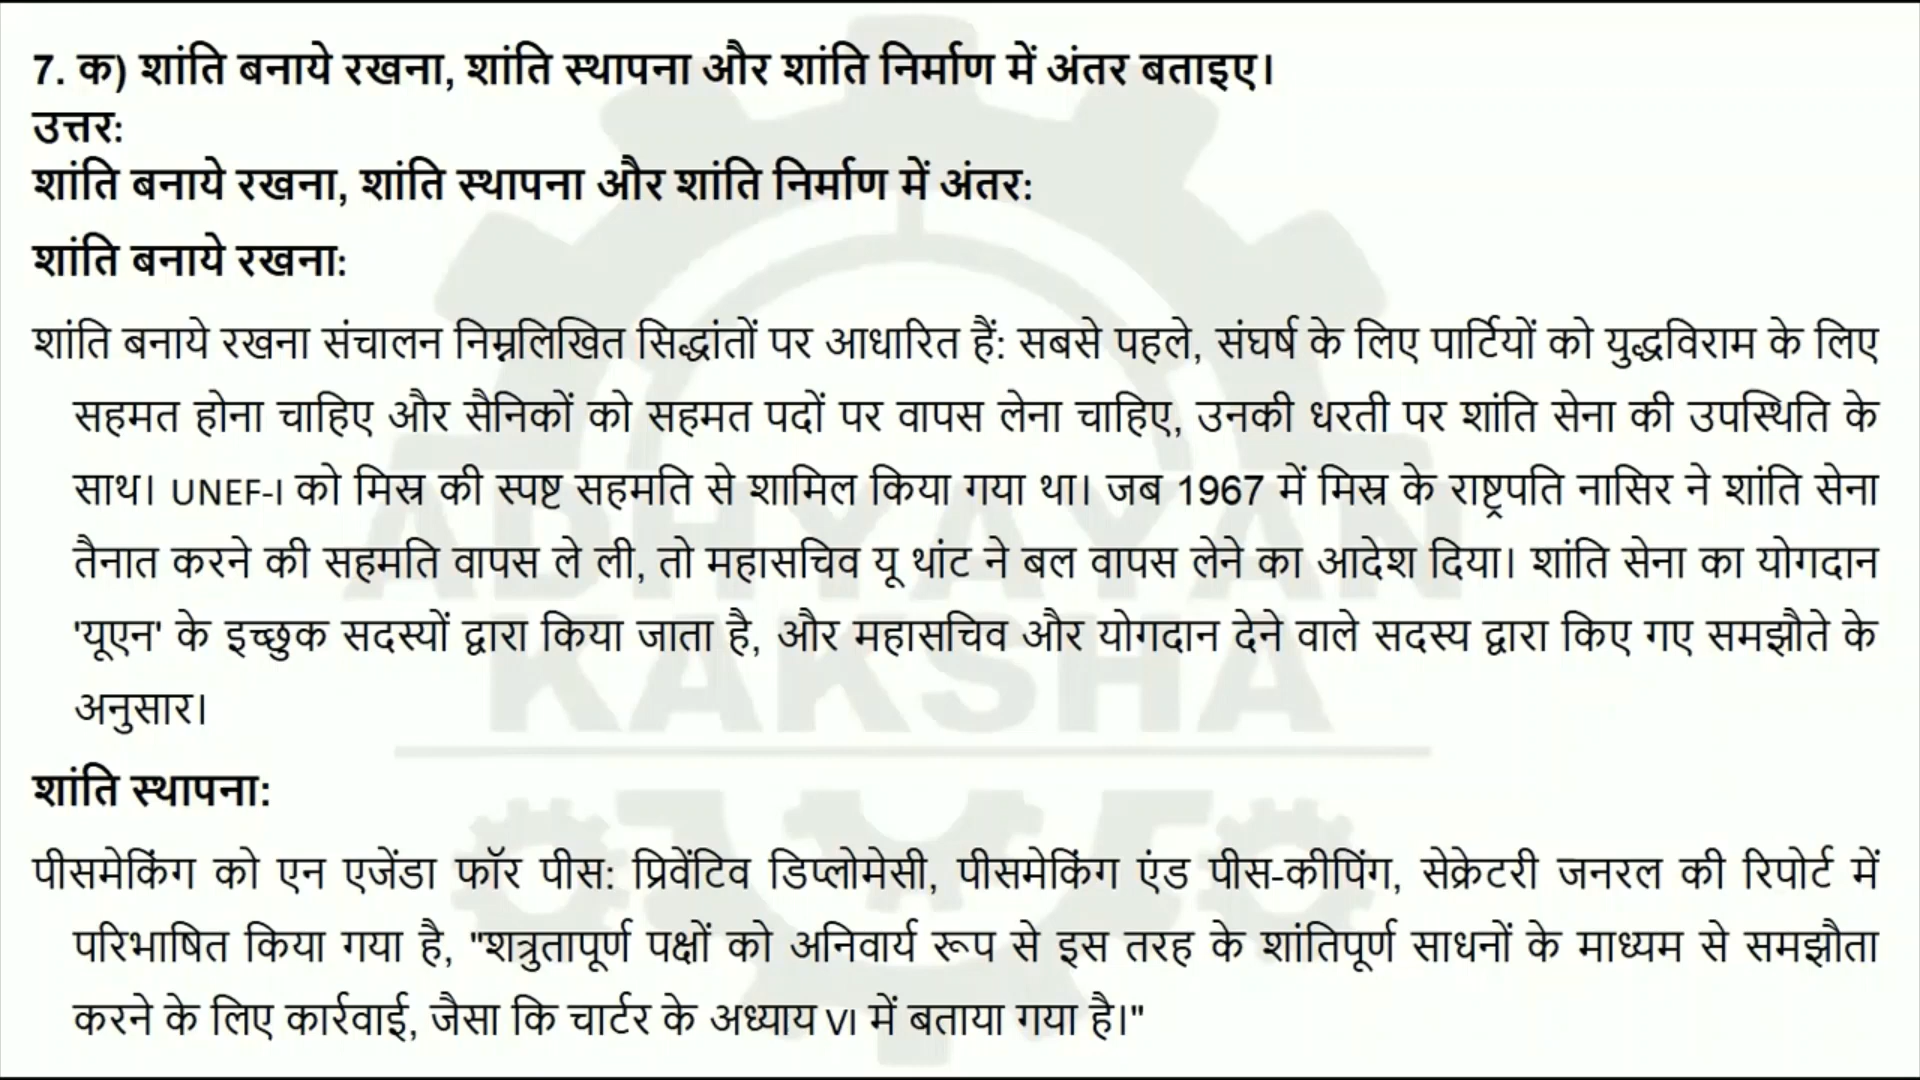 7. क) शांति बनाये रखना, शांति स्थापना और शांति निर्माण में अंतर बताइए।
उत्तर:
शांति बनाये रखना, शांति स्थापना और शांति निर्माण में अंतर:
शांति बनाये रखना:
शांति बनाये रखना संचालन निम्नलिखित सिद्धांतों पर आधारित हैं: सबसे पहले, संघर्ष के लिए पार्टियों को युद्धविराम के लिए
सहमत होना चाहिए और सैनिकों को सहमत पदों पर वापस लेना चाहिए, उनकी धरती पर शांति सेना की उपस्थिति के
साथ। UNEF-I को मिस्र की स्पष्ट सहमति से शामिल किया गया था। जब 1967 में मिस्र के राष्ट्रपति नासिर ने शांति सेना
तैनात करने की सहमति वापस ले ली, तो महासचिव यू थांट ने बल वापस लेने का आदेश दिया। शांति सेना का योगदान
'यूएन' के इच्छुक सदस्यों द्वारा किया जाता है, और महासचिव और योगदान देने वाले सदस्य द्वारा किए गए समझौते के
अनुसार।
शांति स्थापना:
पीसमेकिंग को एन एजेंडा फॉर पीस: प्रिवेंटिव डिप्लोमेसी, पीसमेकिंग एंड पीस-कीपिंग, सेक्रेटरी जनरल की रिपोर्ट में
परिभाषित किया गया है, "शत्रुतापूर्ण पक्षों को अनिवार्य रूप से इस तरह के शांतिपूर्ण साधनों के माध्यम से समझौता
करने के लिए कार्रवाई, जैसा कि चार्टर के अध्याय VI में बताया गया है।"
ADHYAYAN
KAKSHA